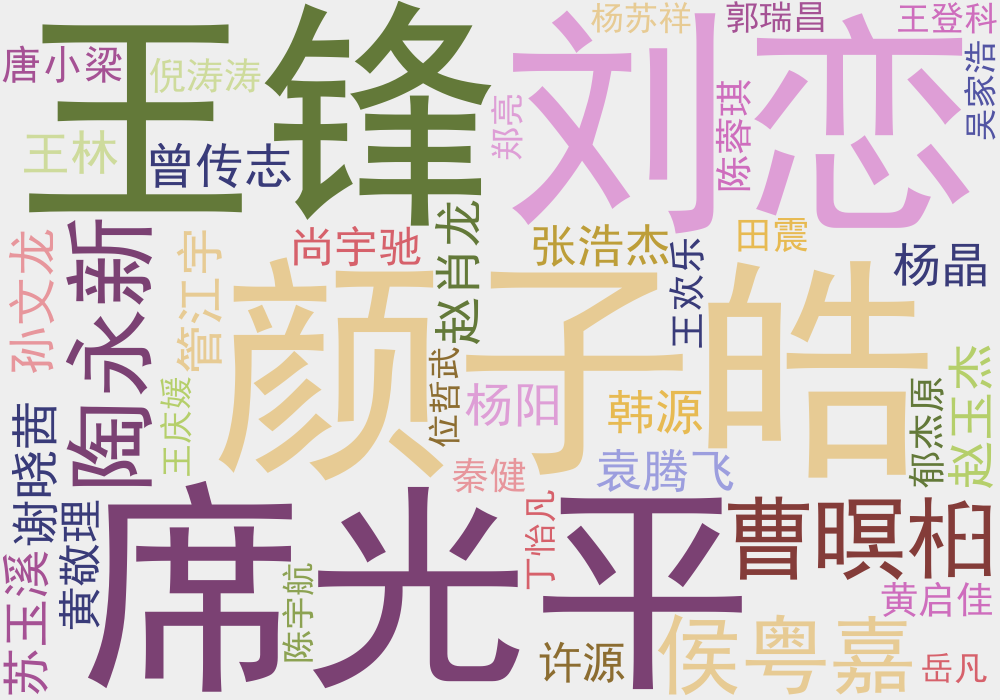 杨苏祥
郭瑞昌
王登科
王锋
刘恋
唐小梁
倪涛涛
吴家浩
郑亮
陈蓉琪
王林
曾传志
赵肖龙
尚宇驰
张浩杰
田震
陶永新
孙文龙
管江宇
王欢乐
杨晶
颜子皓
位哲武
王庆媛
杨阳
韩源
郁杰原
赵玉杰
谢晓茜
秦健
袁腾飞
席光平
丁怡凡
曹暝柏
黄敬理
苏玉溪
陈宇航
黄启佳
许源
侯粤嘉
岳凡